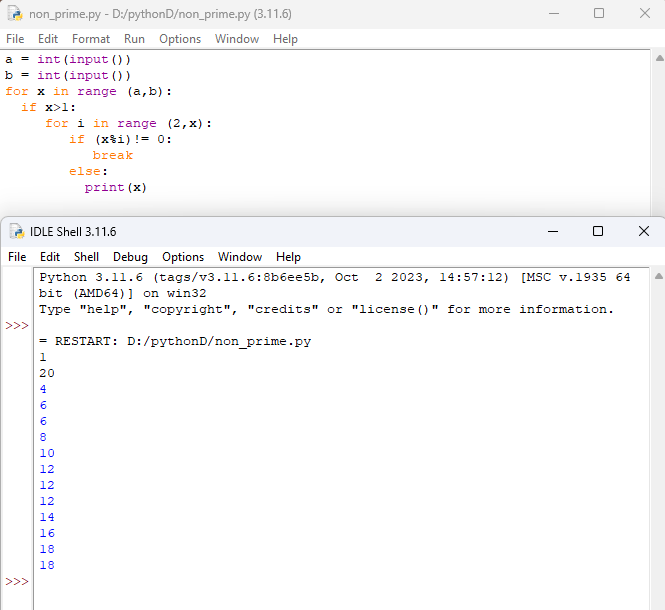 non_prime.py - D:/pythonD/non_prime.py (3.11.6)
File Edit Format Run Options Window Help
a = int(input())
b = int(input())
for x in range (a,b):
  if x>1:
     for i in range (2,x):
        if (x%i)!= 0:
           break
        else:
          print(x)
IDLE Shell 3.11.6
File Edit Shell Debug Options Window Help
Python 3.11.6 (tags/v3.11.6:8b6ee5b, Oct  2 2023, 14:57:12) [MSC v.1935 64
bit (AMD64)] on win32
Type "help", "copyright", "credits" or "license()" for more information.
>>>
= RESTART: D:/pythonD/non_prime.py
1
20
4
6
6
8
10
12
12
12
14
16
18
18
>>>